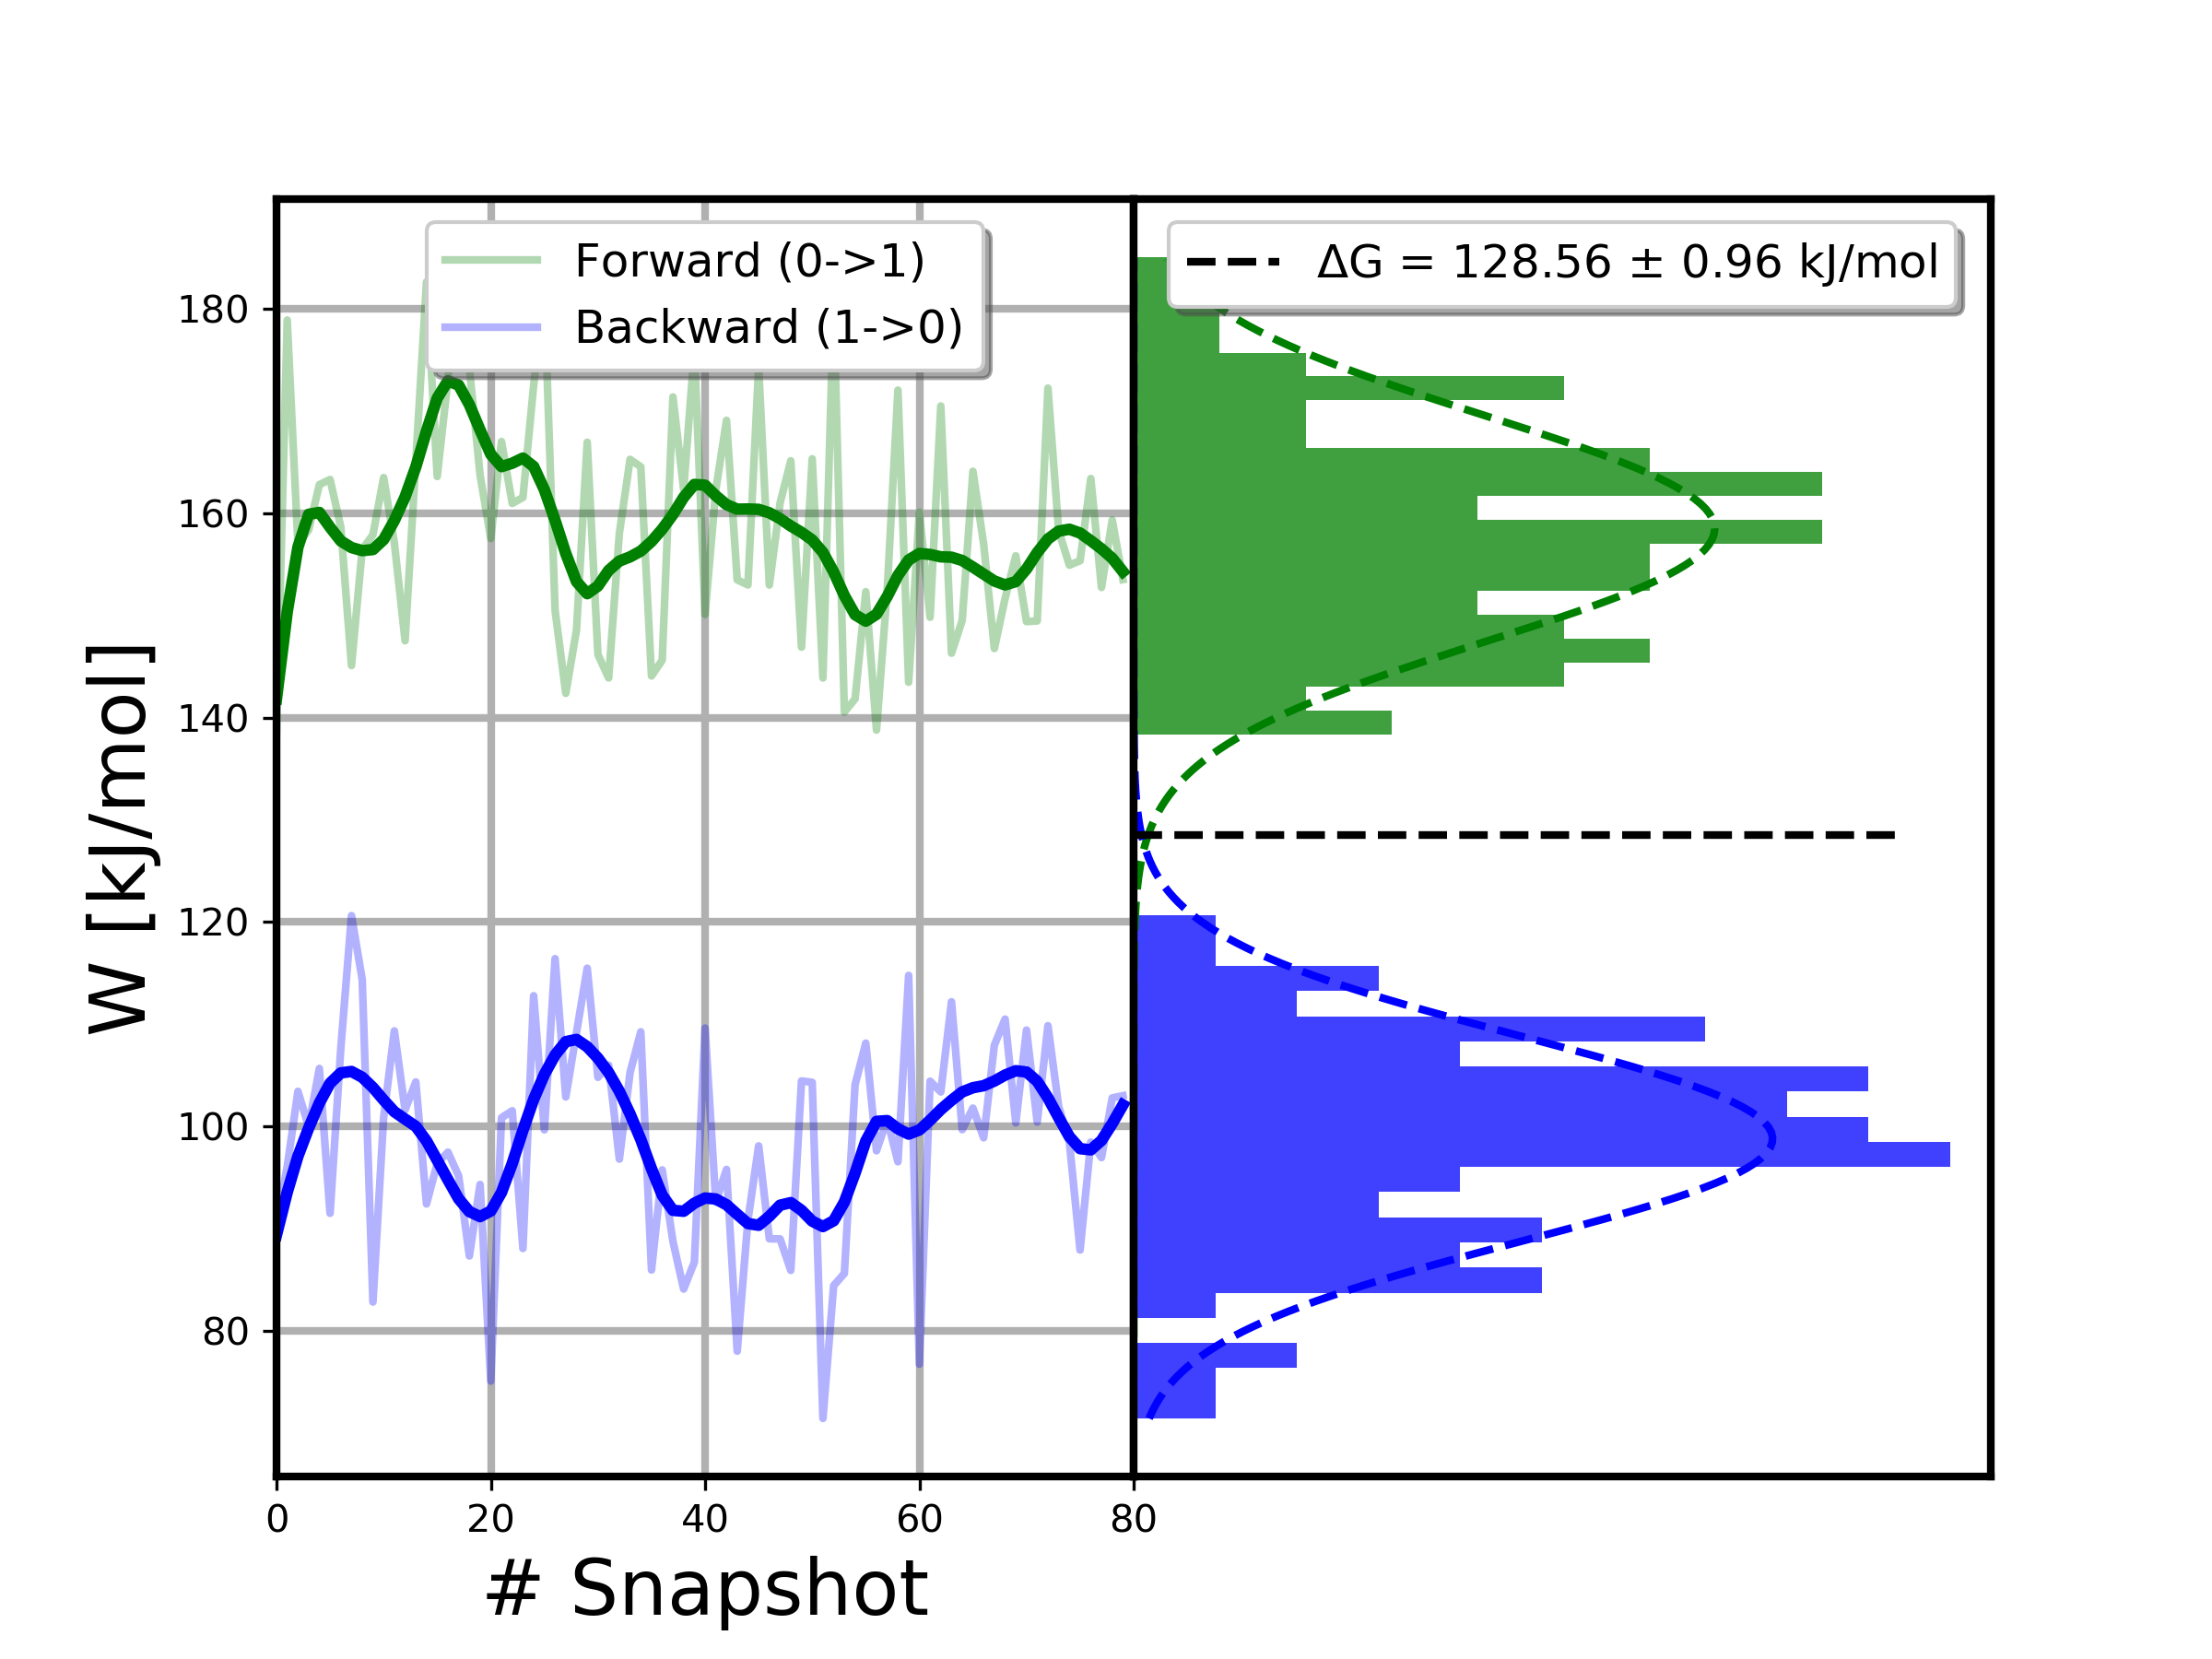 Forward (0->1)
Backward (1->0)
ΔG = 128.56 ± 0.96 kJ/mol
W [kJ/mol]
180
160
140
120
100
80
0 20 40 60 80
# Snapshot